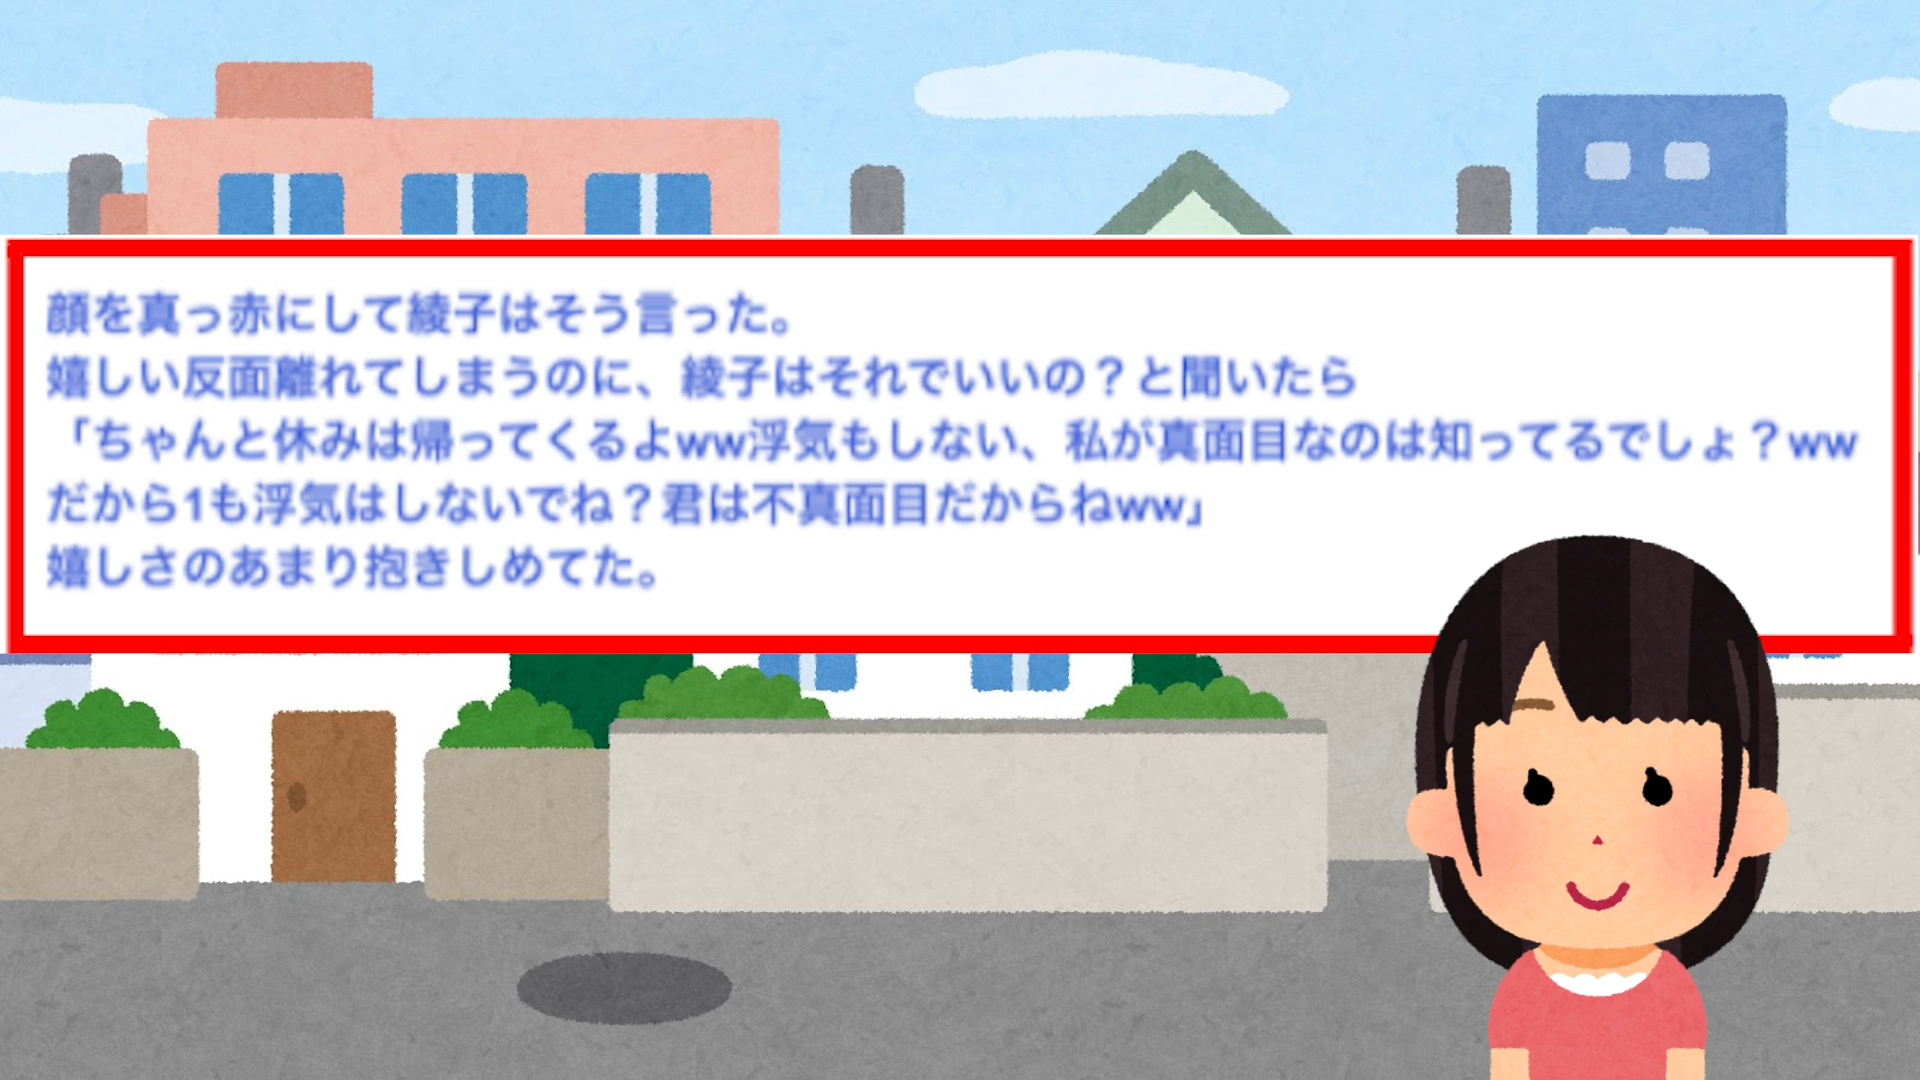 顔を真っ赤にして綾子はそう言った。
嬉しい反面離れてしまうのに、綾子はそれでいいの？と聞いたら
「ちゃんと休みは帰ってくるよww浮気もしない、私が真面目なのは知ってるでしょ？ww
だから1も浮気はしないでね？君は不真面目だからねww」
嬉しさのあまり抱きしめてた。